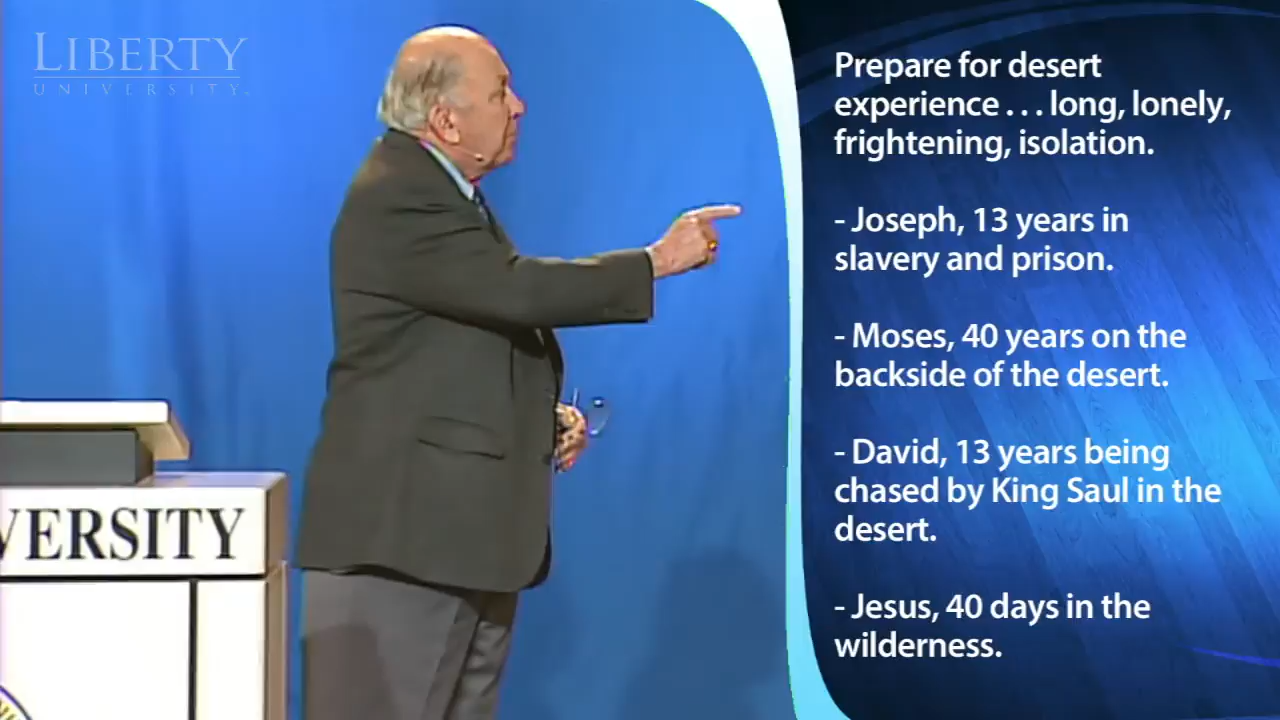 LIBERTY
UNIVERSITY
Prepare for desert
experience . . . long, lonely,
frightening, isolation.
- Joseph, 13 years in
slavery and prison.
- Moses, 40 years on the
backside of the desert.
- David, 13 years being
chased by King Saul in the
desert.
- Jesus, 40 days in the
wilderness.
VERSITY